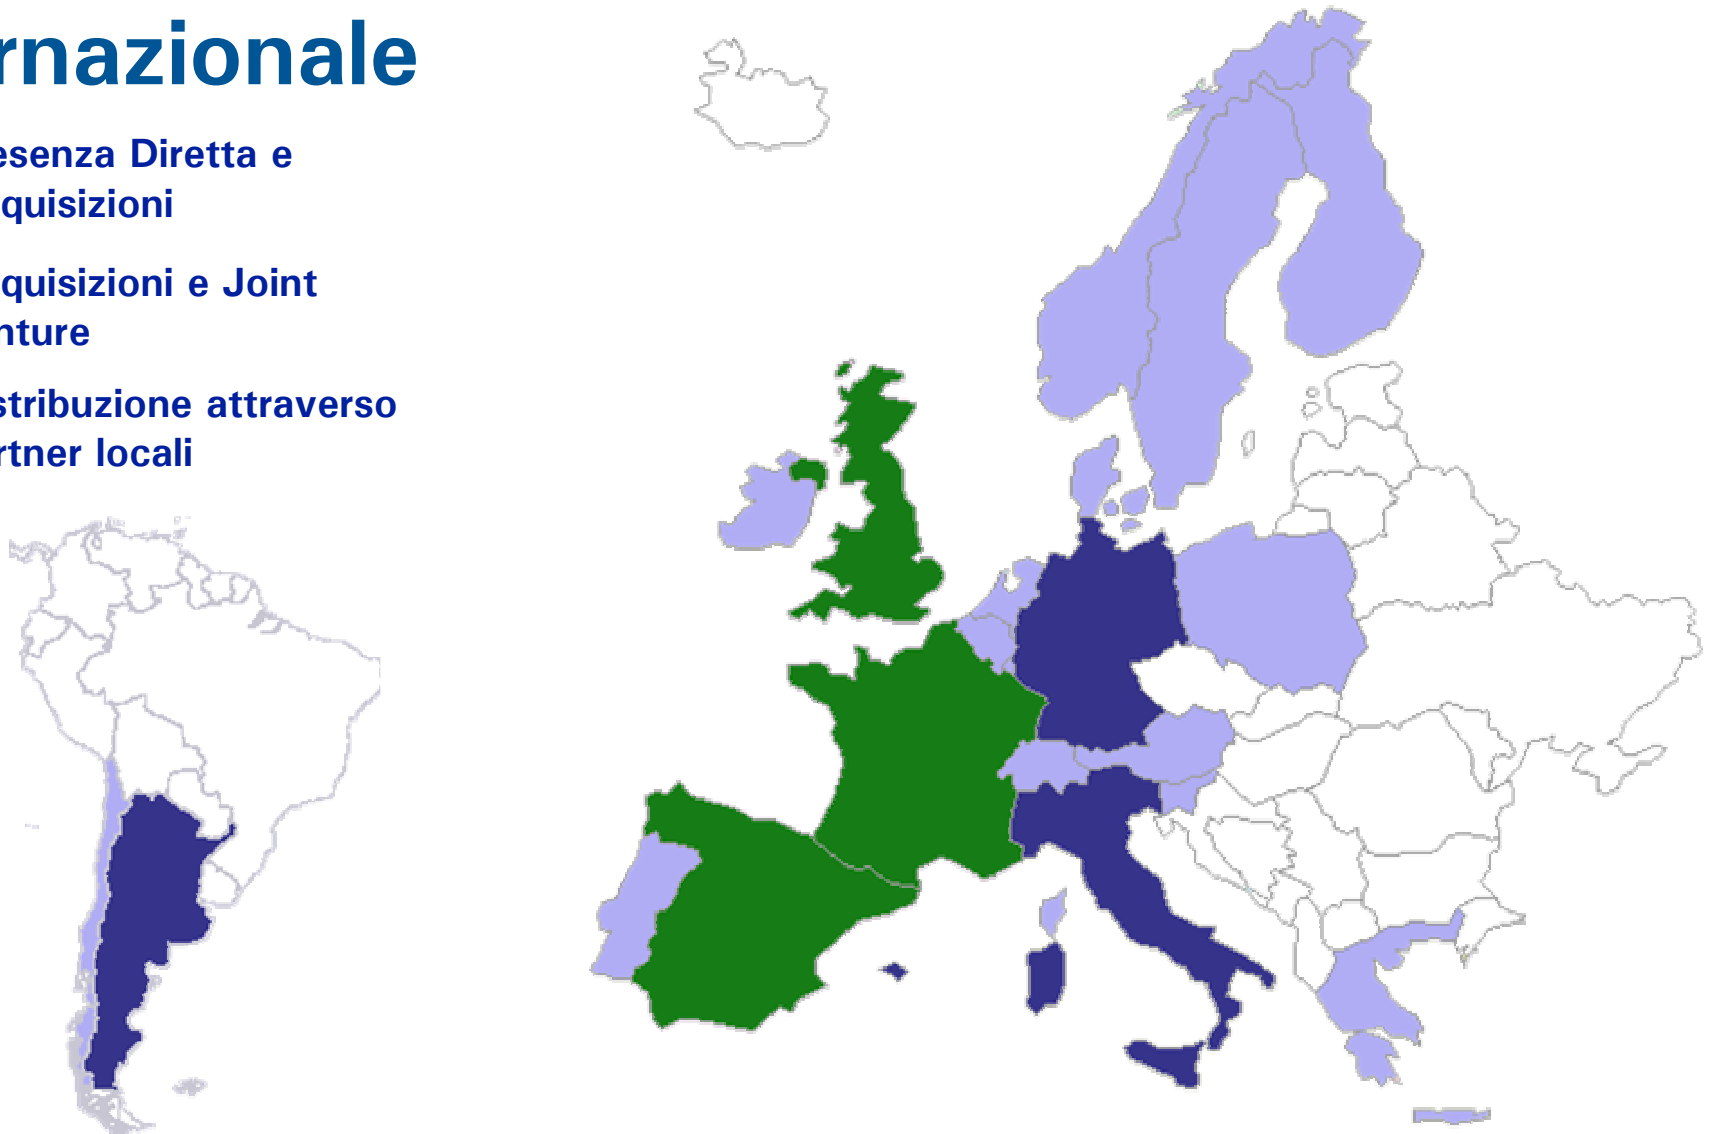 rnazionale
esenza Diretta e
quisizioni
quisizioni e Joint
nture
stribuzione attraverso
rtner locali